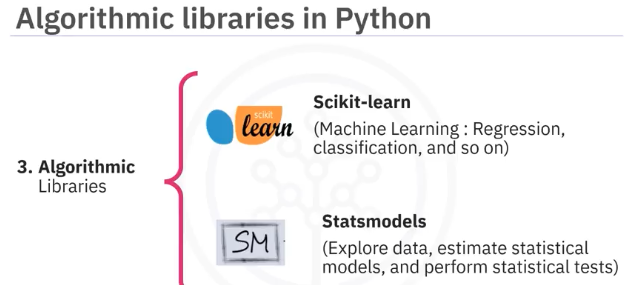 Algorithmic libraries in Python
3. Algorithmic
Libraries
scikit
learn
Scikit-learn
(Machine Learning : Regression,
classification, and so on)
SM
Statsmodels
(Explore data, estimate statistical
models, and perform statistical tests)